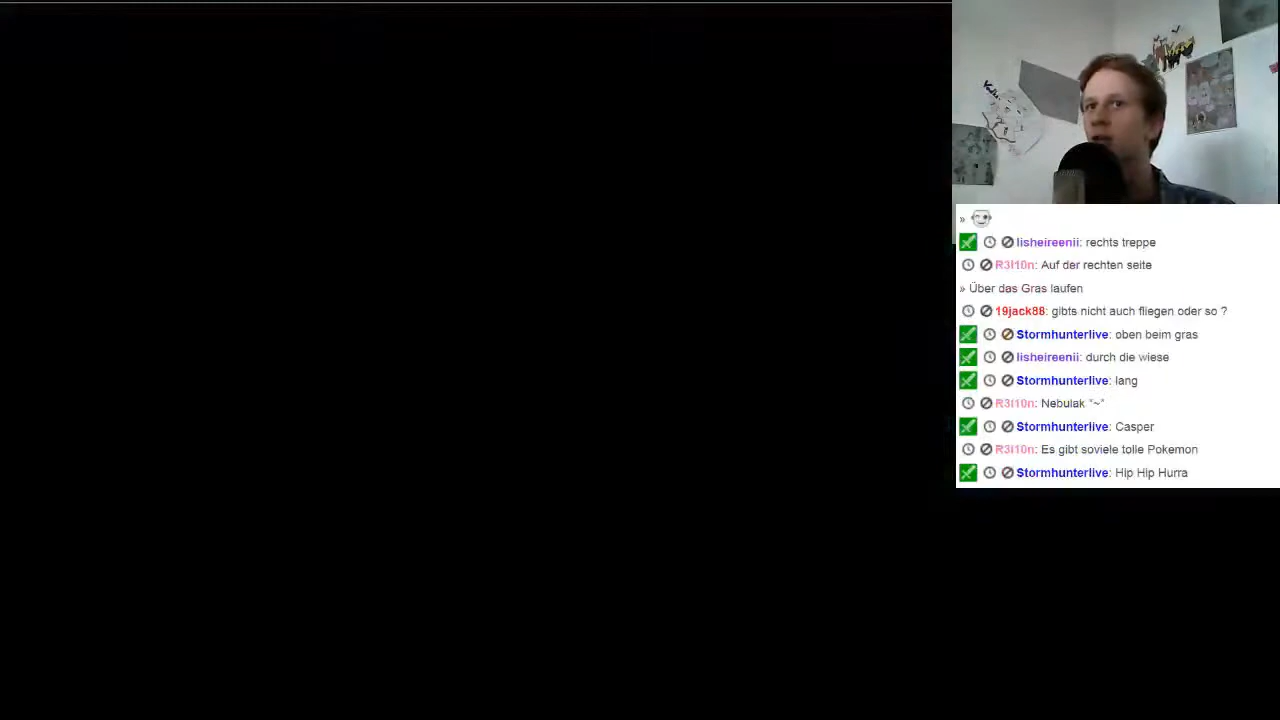 »
lisheireenii: rechts treppe
R3l10n: Auf der rechten seite
» Über das Gras laufen
19jack88: gibts nicht auch fliegen oder so ?
Stormhunterlive: oben beim gras
lisheireenii: durch die wiese
Stormhunterlive: lang
R3l10n: Nebulak *~*
Stormhunterlive: Casper
R3l10n: Es gibt soviele tolle Pokemon
Stormhunterlive: Hip Hip Hurra